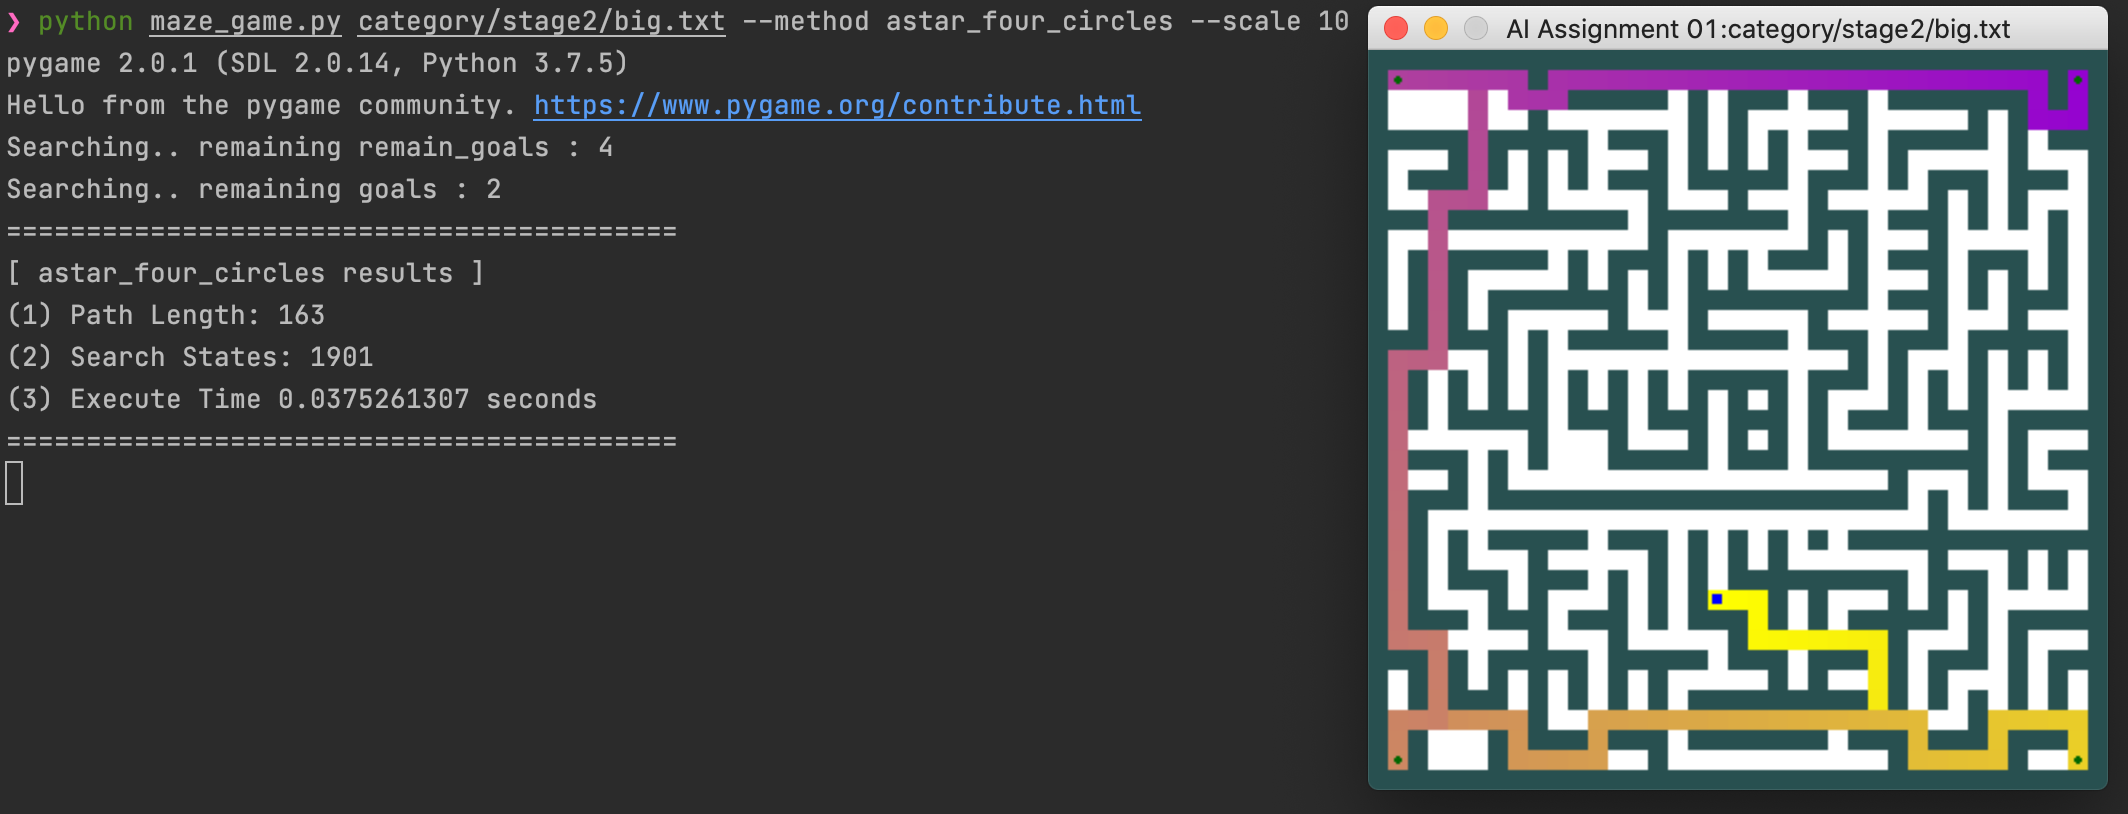 ❯ python maze_game.py category/stage2/big.txt --method astar_four_circles --scale 10
pygame 2.0.1 (SDL 2.0.14, Python 3.7.5)
Hello from the pygame community. https://www.pygame.org/contribute.html
Searching.. remaining remain_goals : 4
Searching.. remaining goals : 2
==========================================
[ astar_four_circles results ]
(1) Path Length: 163
(2) Search States: 1901
(3) Execute Time 0.0375261307 seconds
==========================================
AI Assignment 01:category/stage2/big.txt